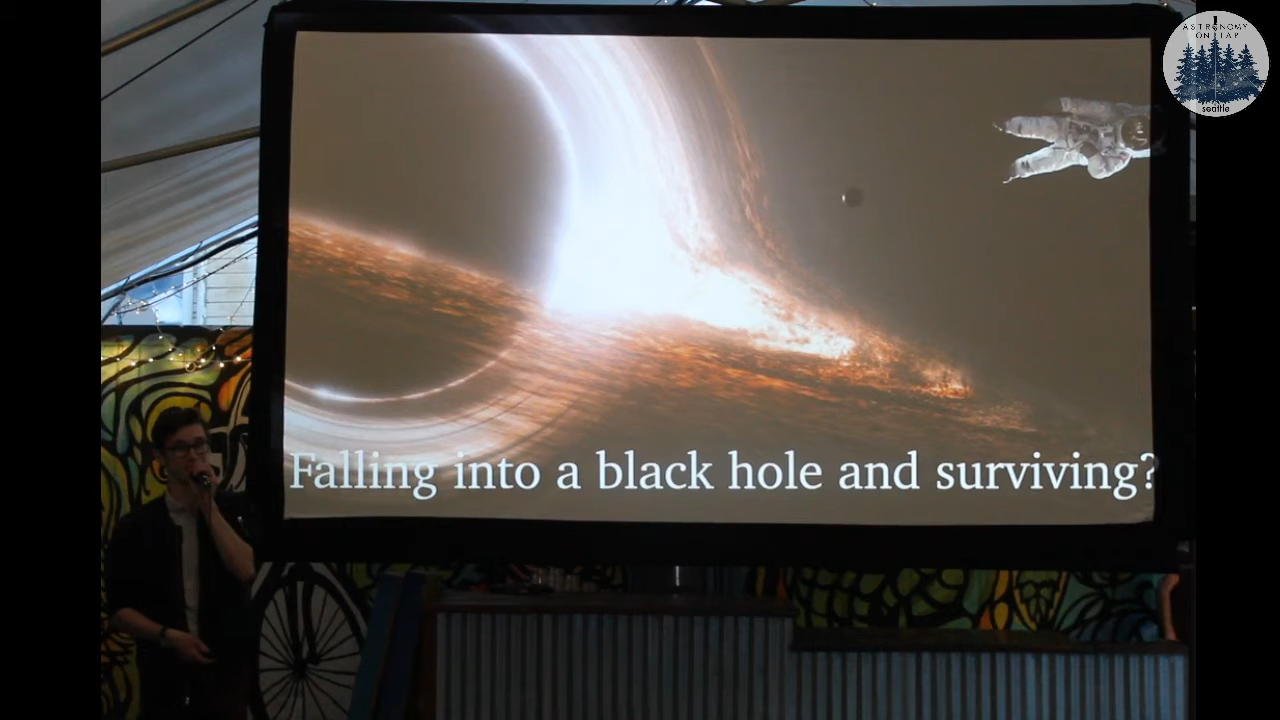 ASTRONOMY
ON TAP
seattle
Falling into a black hole and surviving?